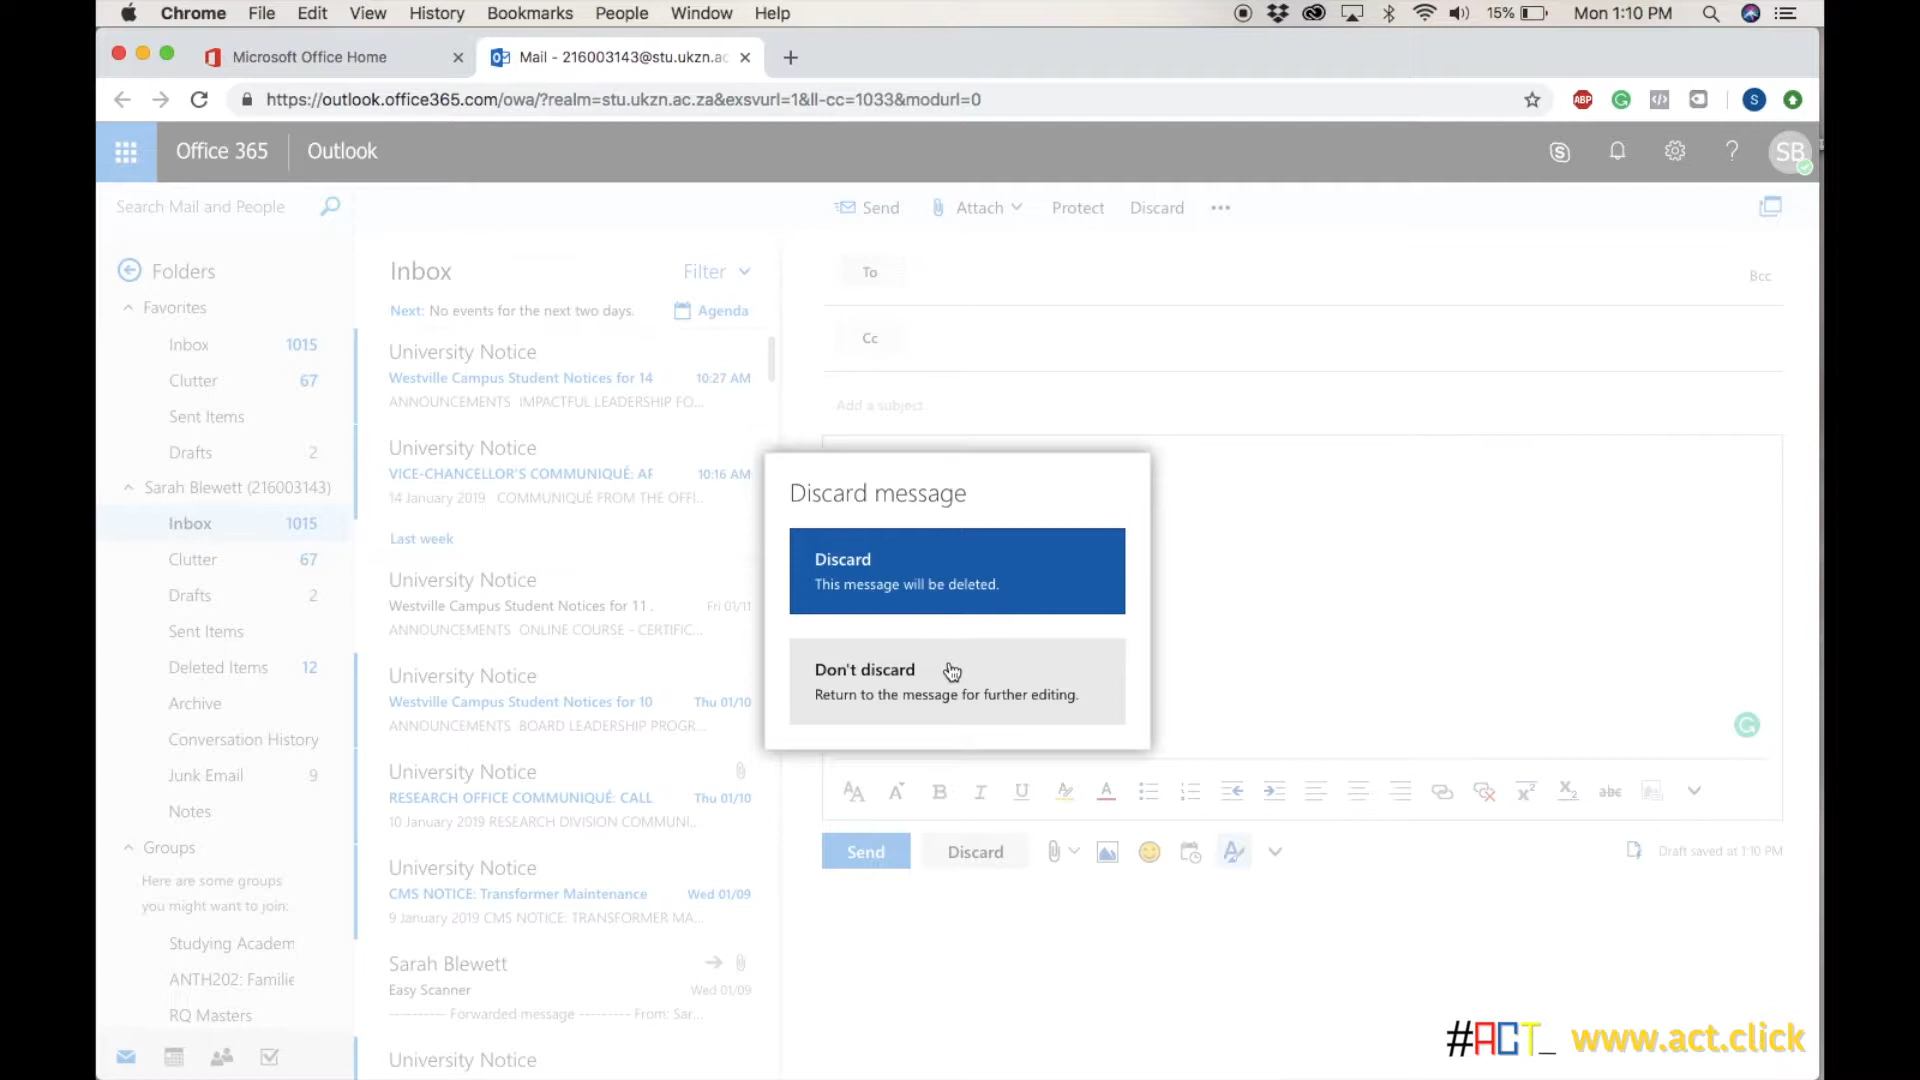 Chrome File Edit View History Bookmarks People Window Help 15% Mon 1:10 PM
Microsoft Office Home Mail - 216003143@stu.ukzn.ac
https://outlook.office365.com/owa/?realm=stu.ukzn.ac.za&exsvurl=1&ll-cc=1033&modurl=0 ABP S
Office 365 Outlook SB
Search Mail and People
Send Attach Protect Discard
Folders
Favorites
Inbox 1015
Clutter 67
Sent Items
Drafts 2
Sarah Blewett (216003143)
Inbox 1015
Clutter 67
Drafts 2
Sent Items
Deleted Items 12
Archive
Conversation History
Junk Email 9
Notes
Groups
Here are some groups
you might want to join:
Studying Academ
ANTH202: Familie
RQ Masters
Inbox Filter
Next: No events for the next two days. Agenda
University Notice
Westville Campus Student Notices for 14 10:27 AM
ANNOUNCEMENTS IMPACTFUL LEADERSHIP FO...
University Notice
VICE-CHANCELLOR'S COMMUNIQUÉ: AF 10:16 AM
14 January 2019 COMMUNIQUÉ FROM THE OFFI...
Last week
University Notice
Westville Campus Student Notices for 11 . Fri 01/11
ANNOUNCEMENTS ONLINE COURSE - CERTIFIC...
University Notice
Westville Campus Student Notices for 10 Thu 01/10
ANNOUNCEMENTS BOARD LEADERSHIP PROGR...
University Notice
RESEARCH OFFICE COMMUNIQUÉ: CALL Thu 01/10
10 January 2019 RESEARCH DIVISION COMMUNI...
University Notice
CMS NOTICE: Transformer Maintenance Wed 01/09
9 January 2019 CMS NOTICE: TRANSFORMER MA...
Sarah Blewett
Easy Scanner Wed 01/09
---------- Forwarded message --------- From: Sar...
University Notice
To Bcc
Cc
Add a subject
Discard message
Discard
This message will be deleted.
Don't discard
Return to the message for further editing.
Send Discard Draft saved at 1:10 PM
#ACT_ www.act.click